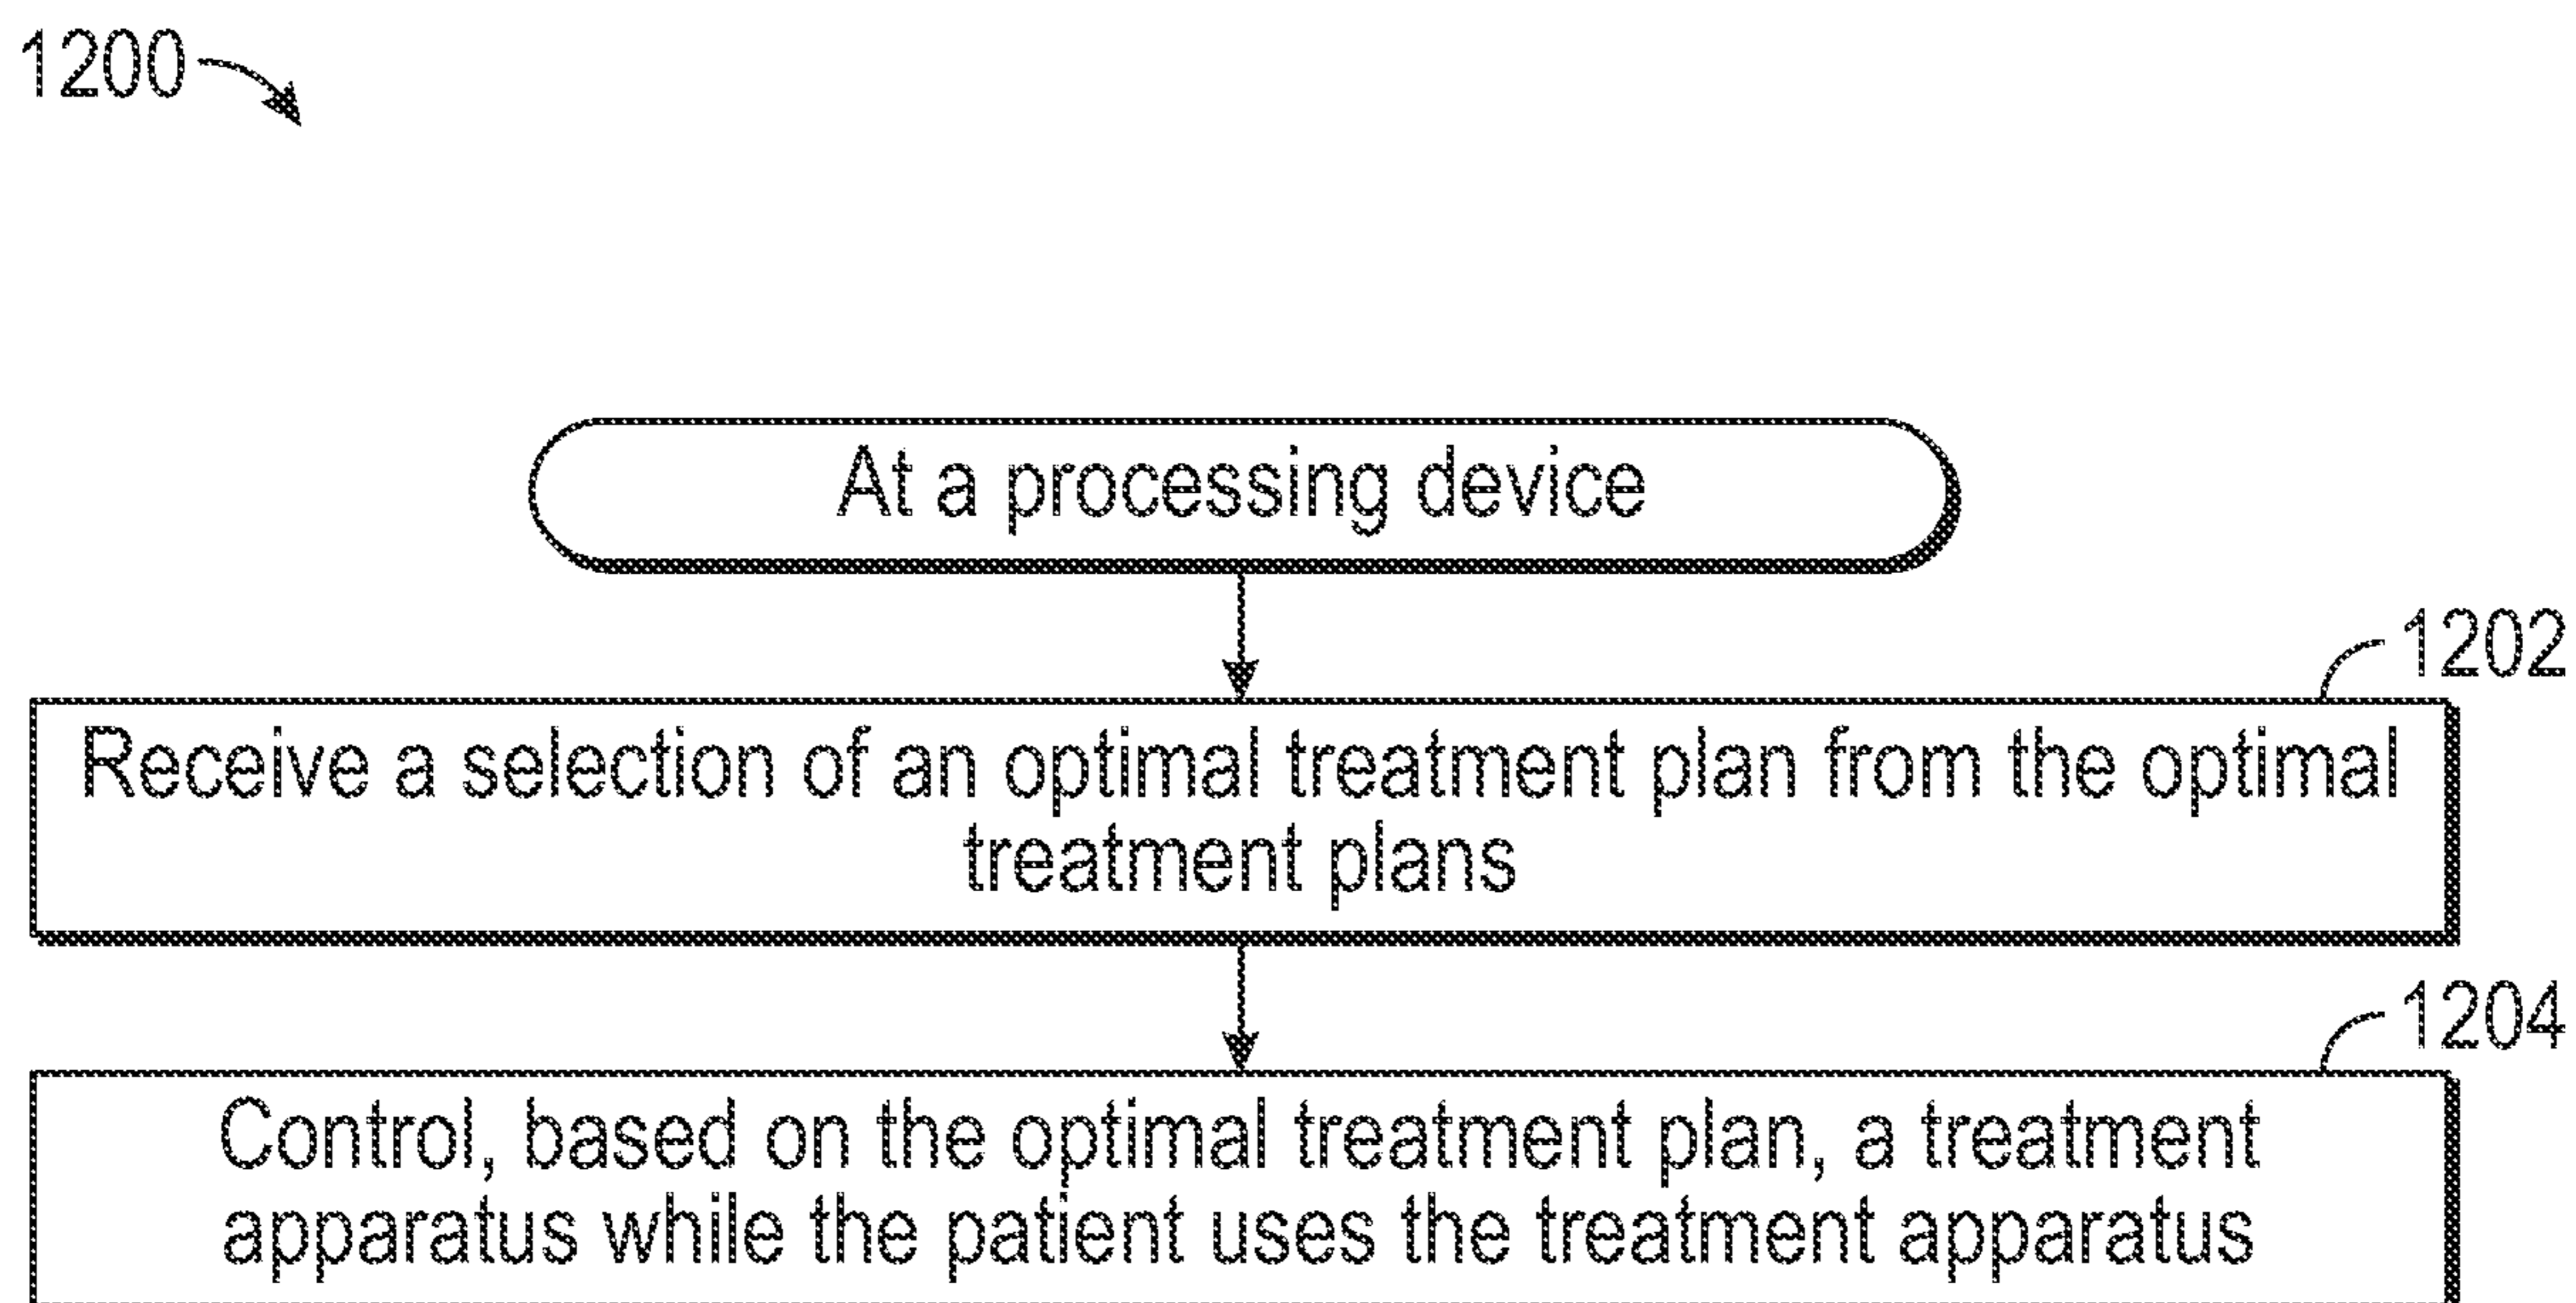 1200
At a processing device
1202
Receive a selection of an optimal treatment plan from the optimal
treatment plans
1204
Control, based on the optimal treatment plan, a treatment
apparatus while the patient uses the treatment apparatus